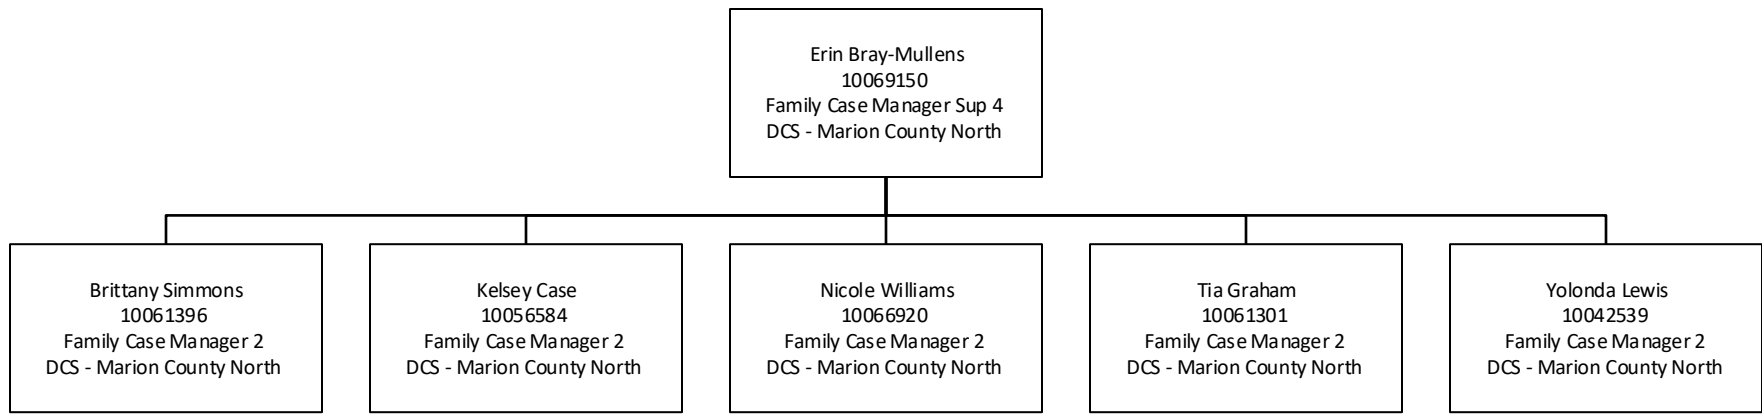 Erin Bray-Mullens
10069150
Family Case Manager Sup 4
DCS - Marion County North
Brittany Simmons
10061396
Family Case Manager 2
DCS - Marion County North
Kelsey Case
10056584
Family Case Manager 2
DCS - Marion County North
Nicole Williams
10066920
Family Case Manager 2
DCS - Marion County North
Tia Graham
10061301
Family Case Manager 2
DCS - Marion County North
Yolonda Lewis
10042539
Family Case Manager 2
DCS - Marion County North